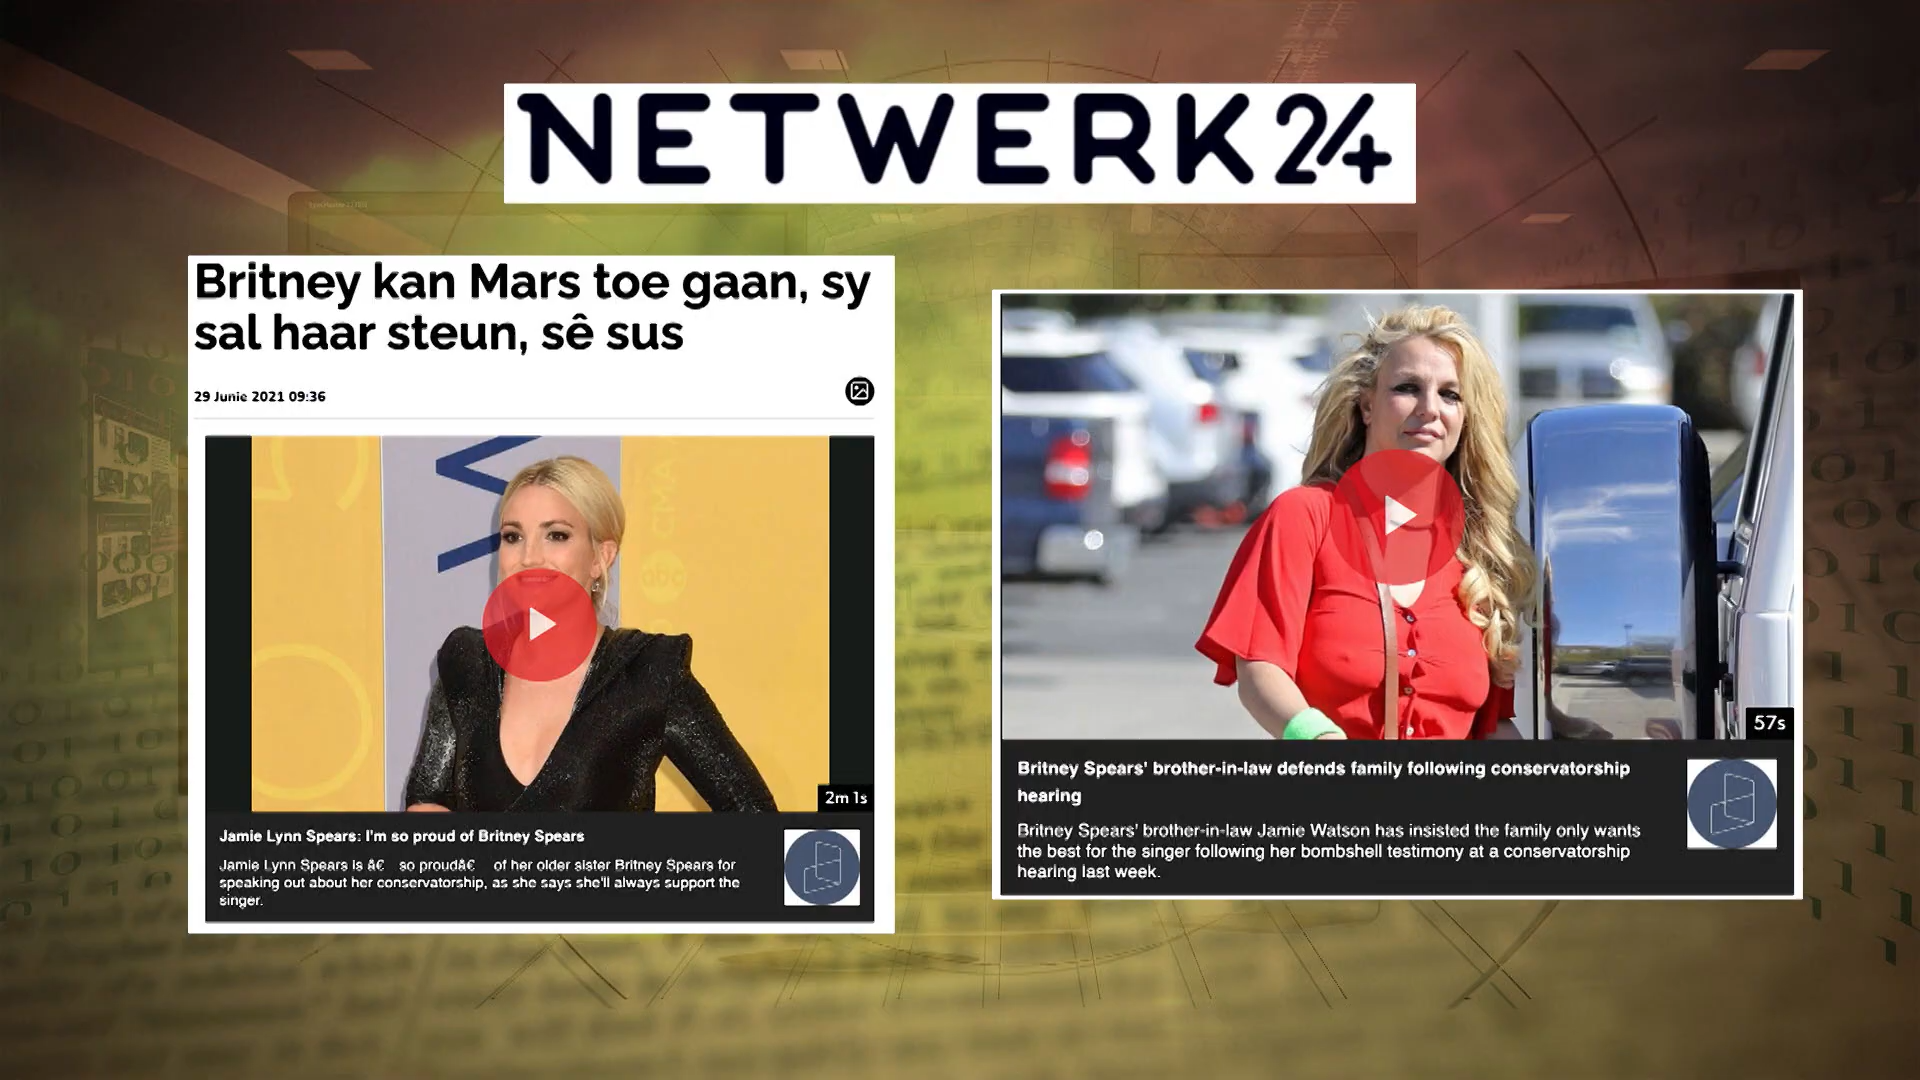 NETWERK24
Britney kan Mars toe gaan, sy
sal haar steun, sê sus
29 Junie 2021 09:36
abc
CMA
2m 1s
Jamie Lynn Spears: I'm so proud of Britney Spears
Jamie Lynn Spears is â€ so proudâ€ of her older sister Britney Spears for
speaking out about her conservatorship, as she says she'll always support the
singer.
57s
Britney Spears' brother-in-law defends family following conservatorship
hearing
Britney Spears' brother-in-law Jamie Watson has insisted the family only wants
the best for the singer following her bombshell testimony at a conservatorship
hearing last week.